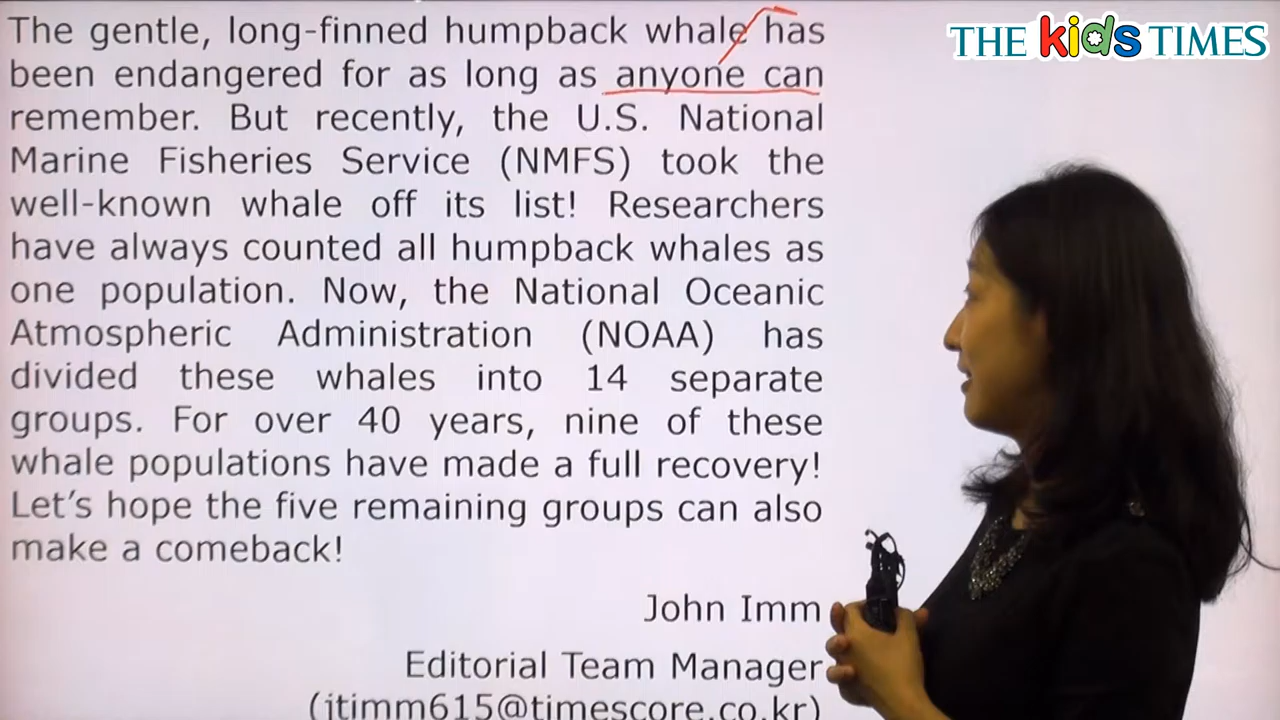 The gentle, long-finned humpback whale has
been endangered for as long as anyone can
remember. But recently, the U.S. National
Marine Fisheries Service (NMFS) took the
well-known whale off its list! Researchers
have always counted all humpback whales as
one population. Now, the National Oceanic
Atmospheric Administration (NOAA) has
divided these whales into 14 separate
groups. For over 40 years, nine of these
whale populations have made a full recovery!
Let's hope the five remaining groups can also
make a comeback!
John Imm
Editorial Team Manager
(jtimm615@timescore.co.kr)
THE kids TIMES